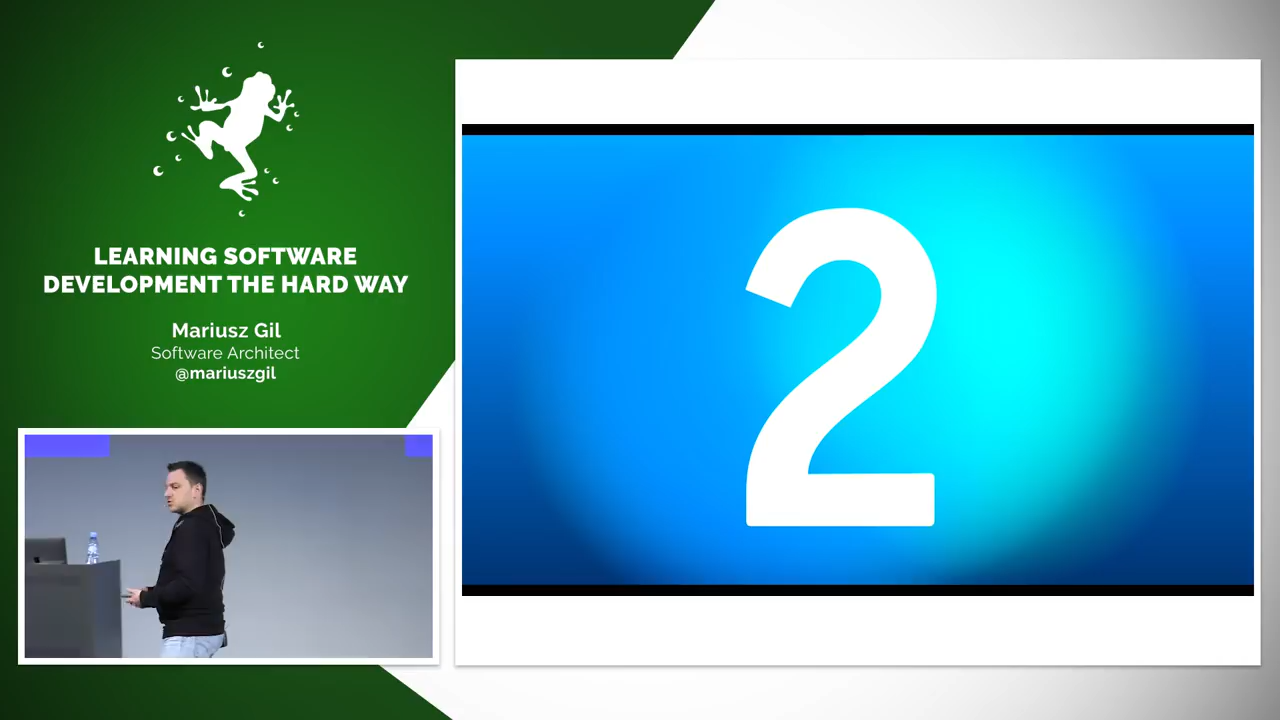 LEARNING SOFTWARE
DEVELOPMENT THE HARD WAY
Mariusz Gil
Software Architect
@mariuszgil
2